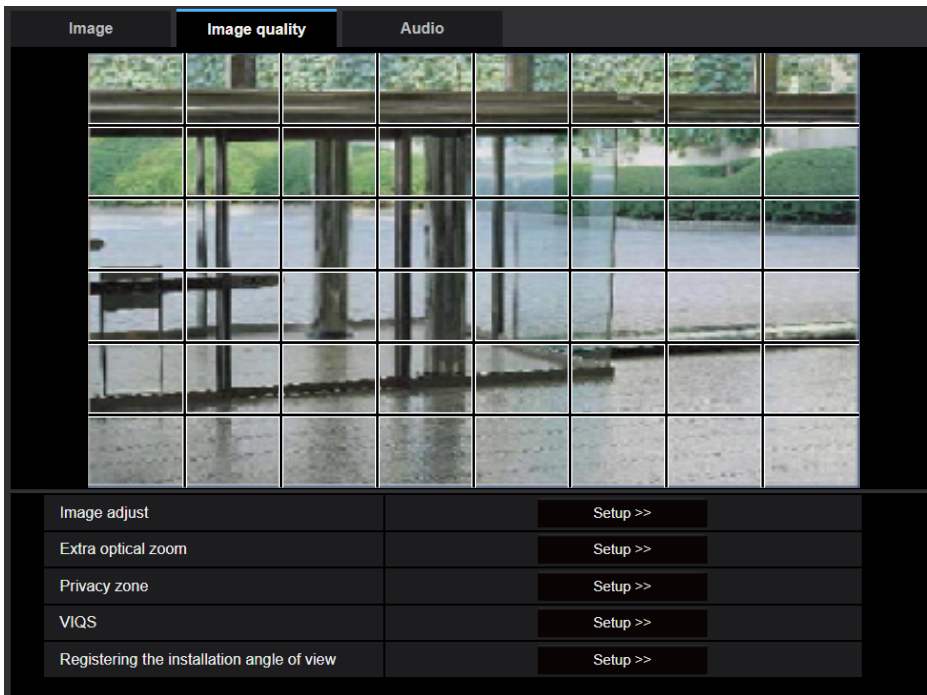 Image Image quality Audio
Image adjust Setup >>
Extra optical zoom Setup >>
Privacy zone Setup >>
VIQS Setup >>
Registering the installation angle of view Setup >>